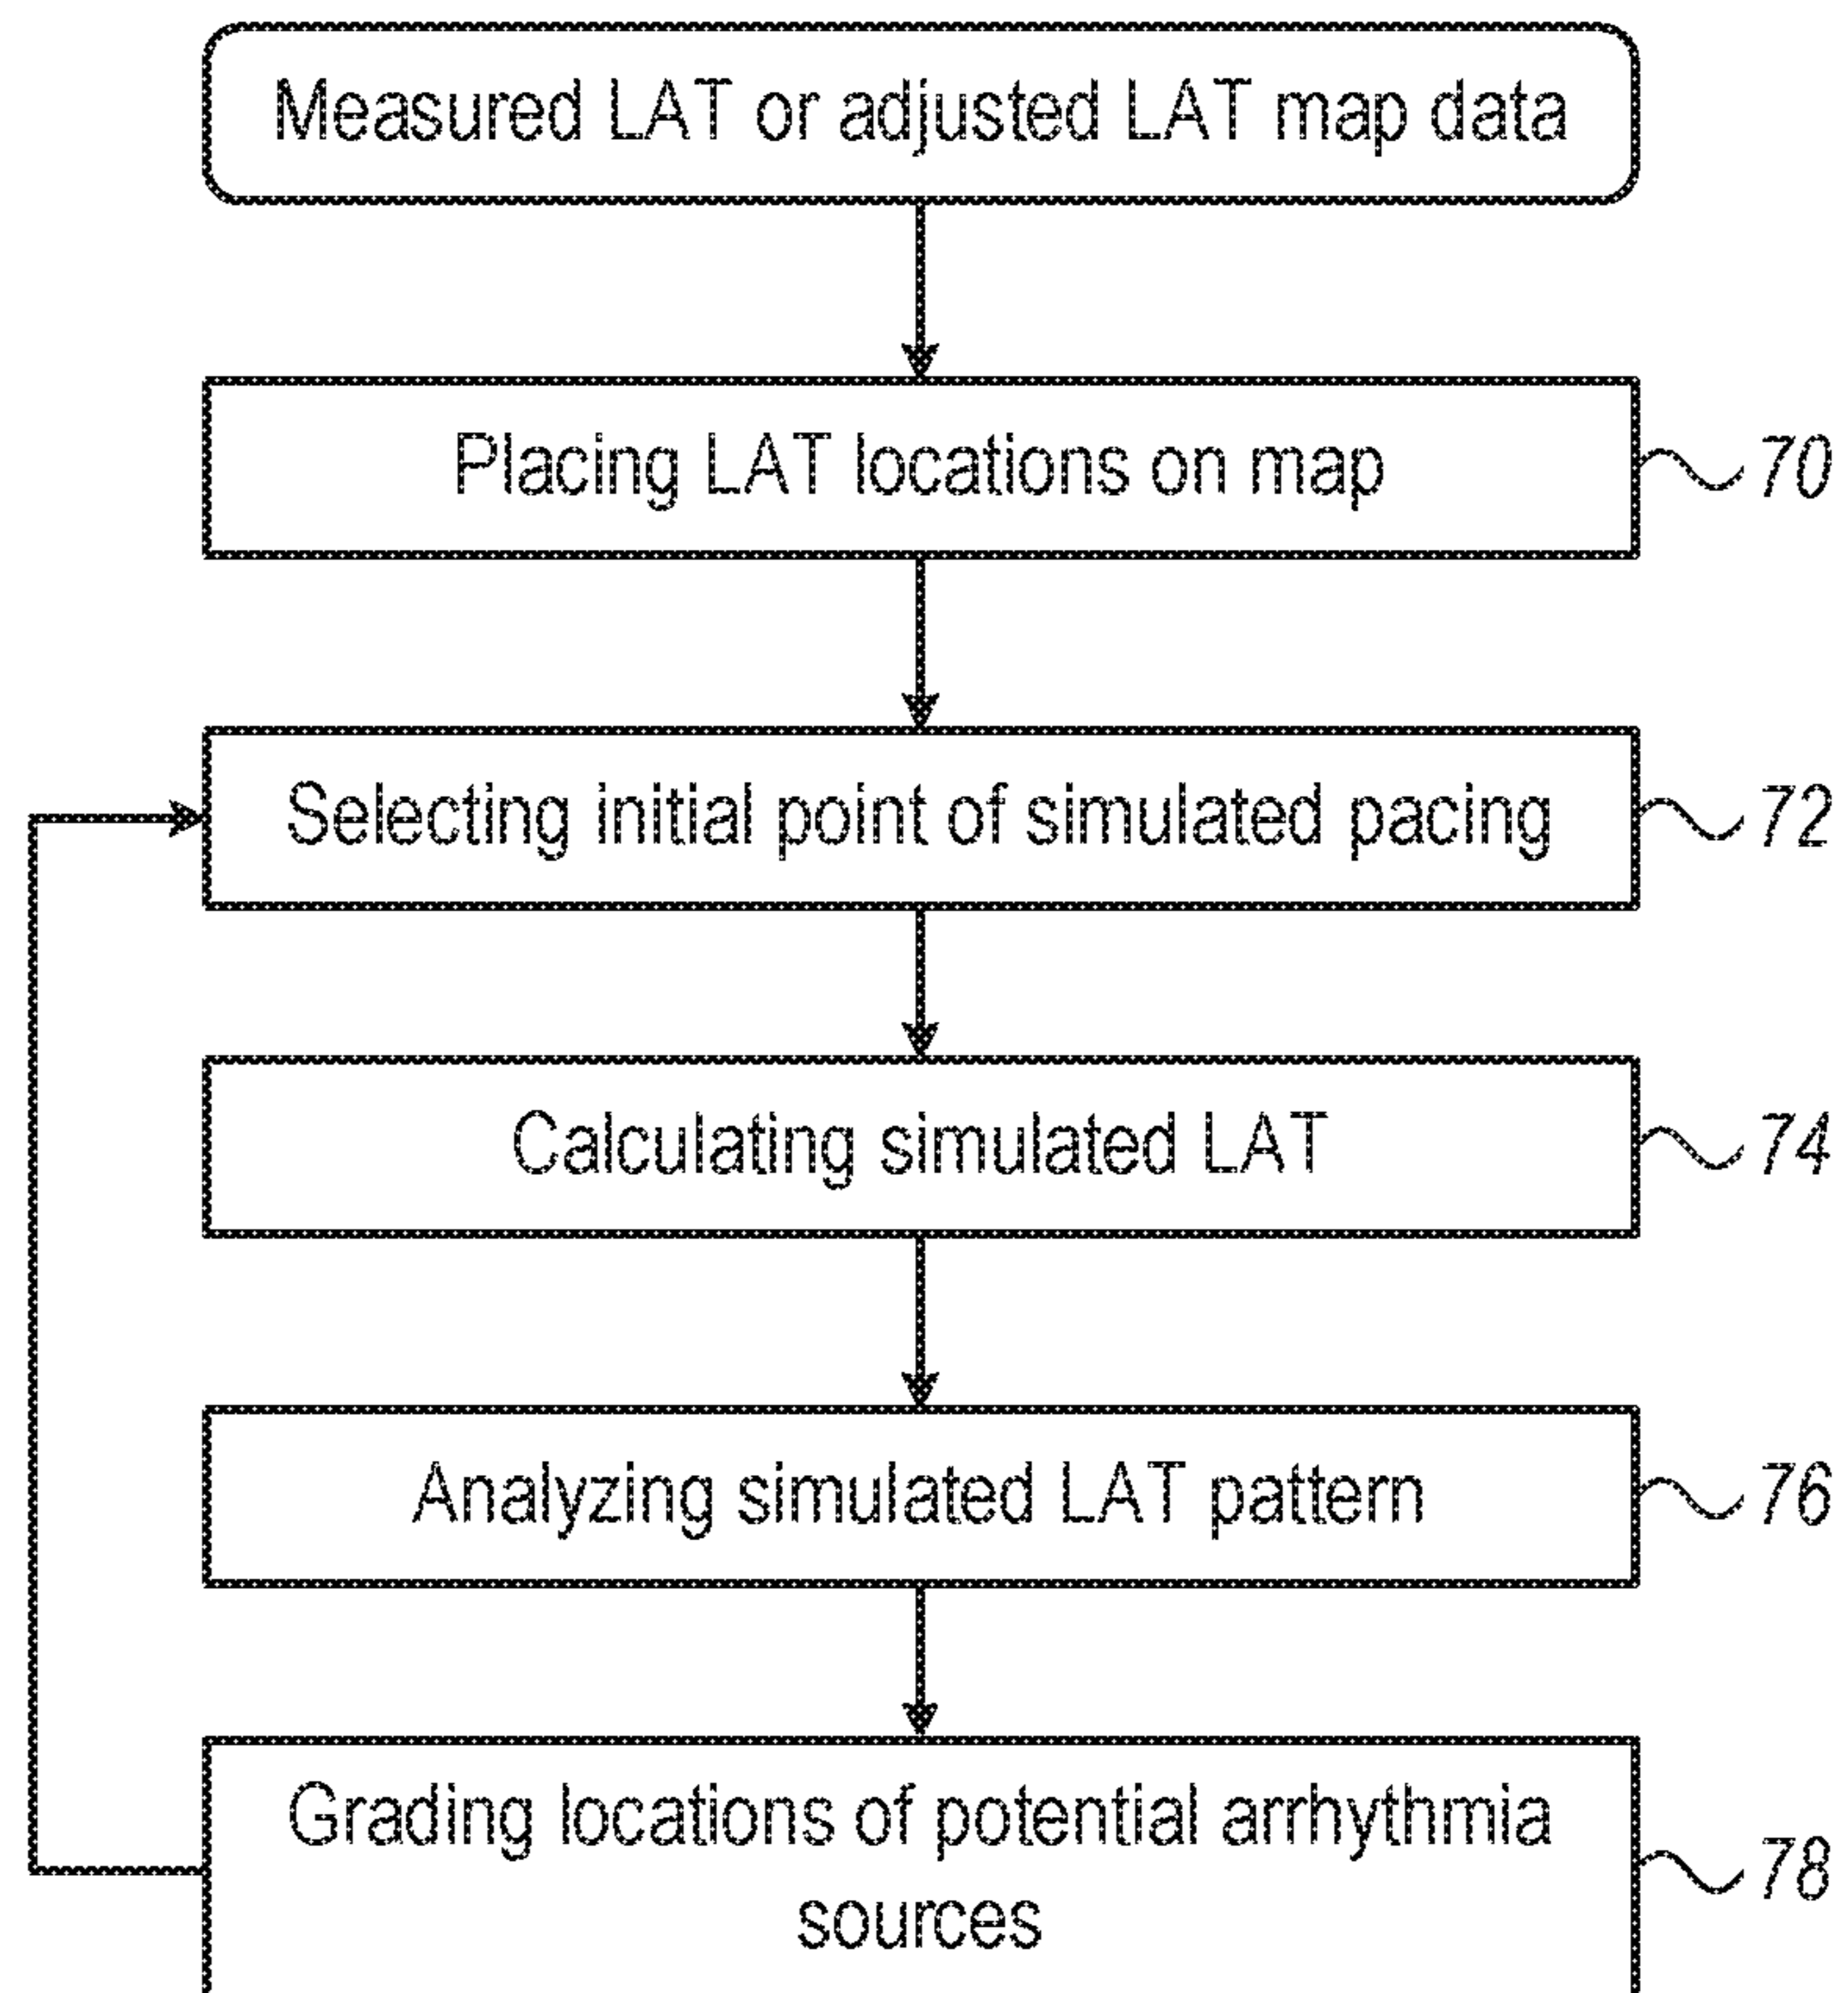 Measured LAT or adjusted LAT map data
Placing LAT locations on map
70
Selecting initial point of simulated pacing
72
Calculating simulated LAT
74
Analyzing simulated LAT pattern
76
Grading locations of potential arrhythmia
sources
78